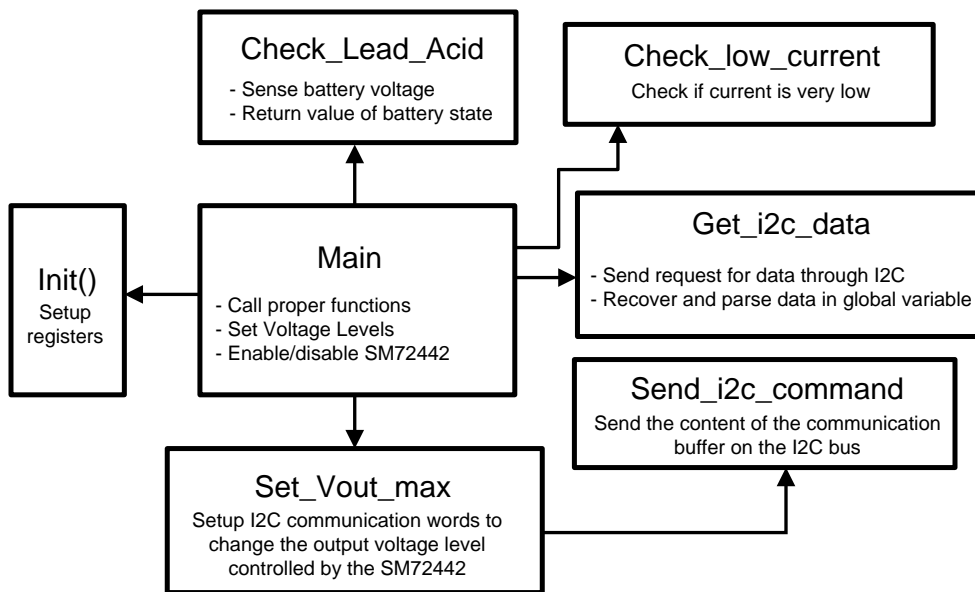 Check_Lead_Acid
- Sense battery voltage
- Return value of battery state
Check_low_current
Check if current is very low
Init()
Setup
registers
Main
- Call proper functions
- Set Voltage Levels
- Enable/disable SM72442
Get_i2c_data
- Send request for data through I2C
- Recover and parse data in global variable
Send_i2c_command
Send the content of the communication
buffer on the I2C bus
Set_Vout_max
Setup I2C communication words to
change the output voltage level
controlled by the SM72442